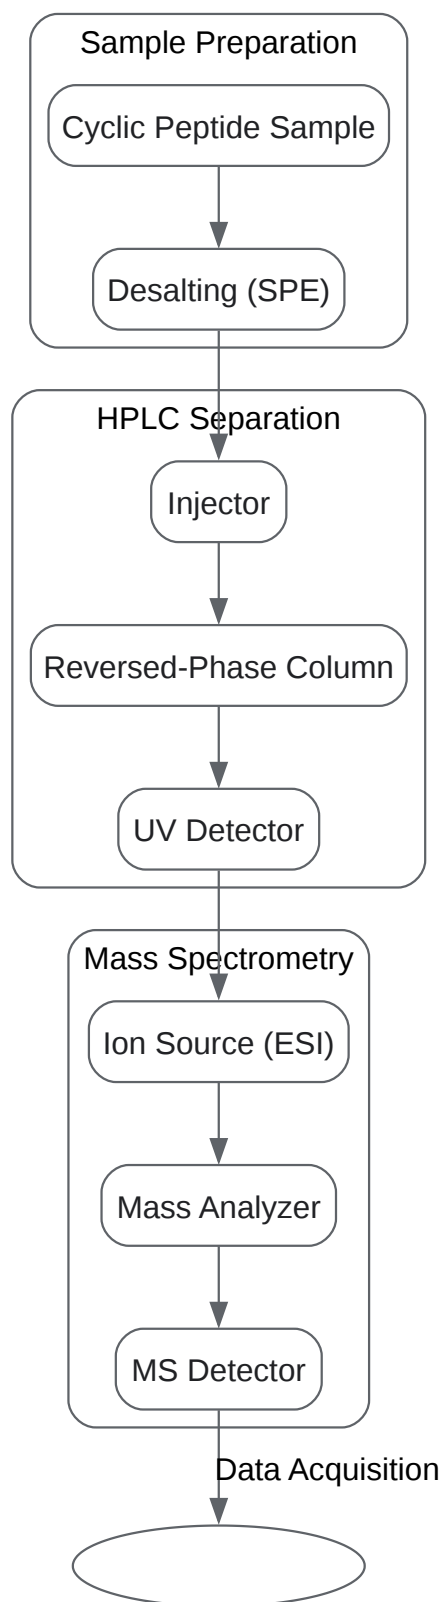 Sample Preparation
Cyclic Peptide Sample
Desalting (SPE)
HPLC Separation
Injector
Reversed-Phase Column
UV Detector
Mass Spectrometry
Ion Source (ESI)
Mass Analyzer
MS Detector
Data Acquisition